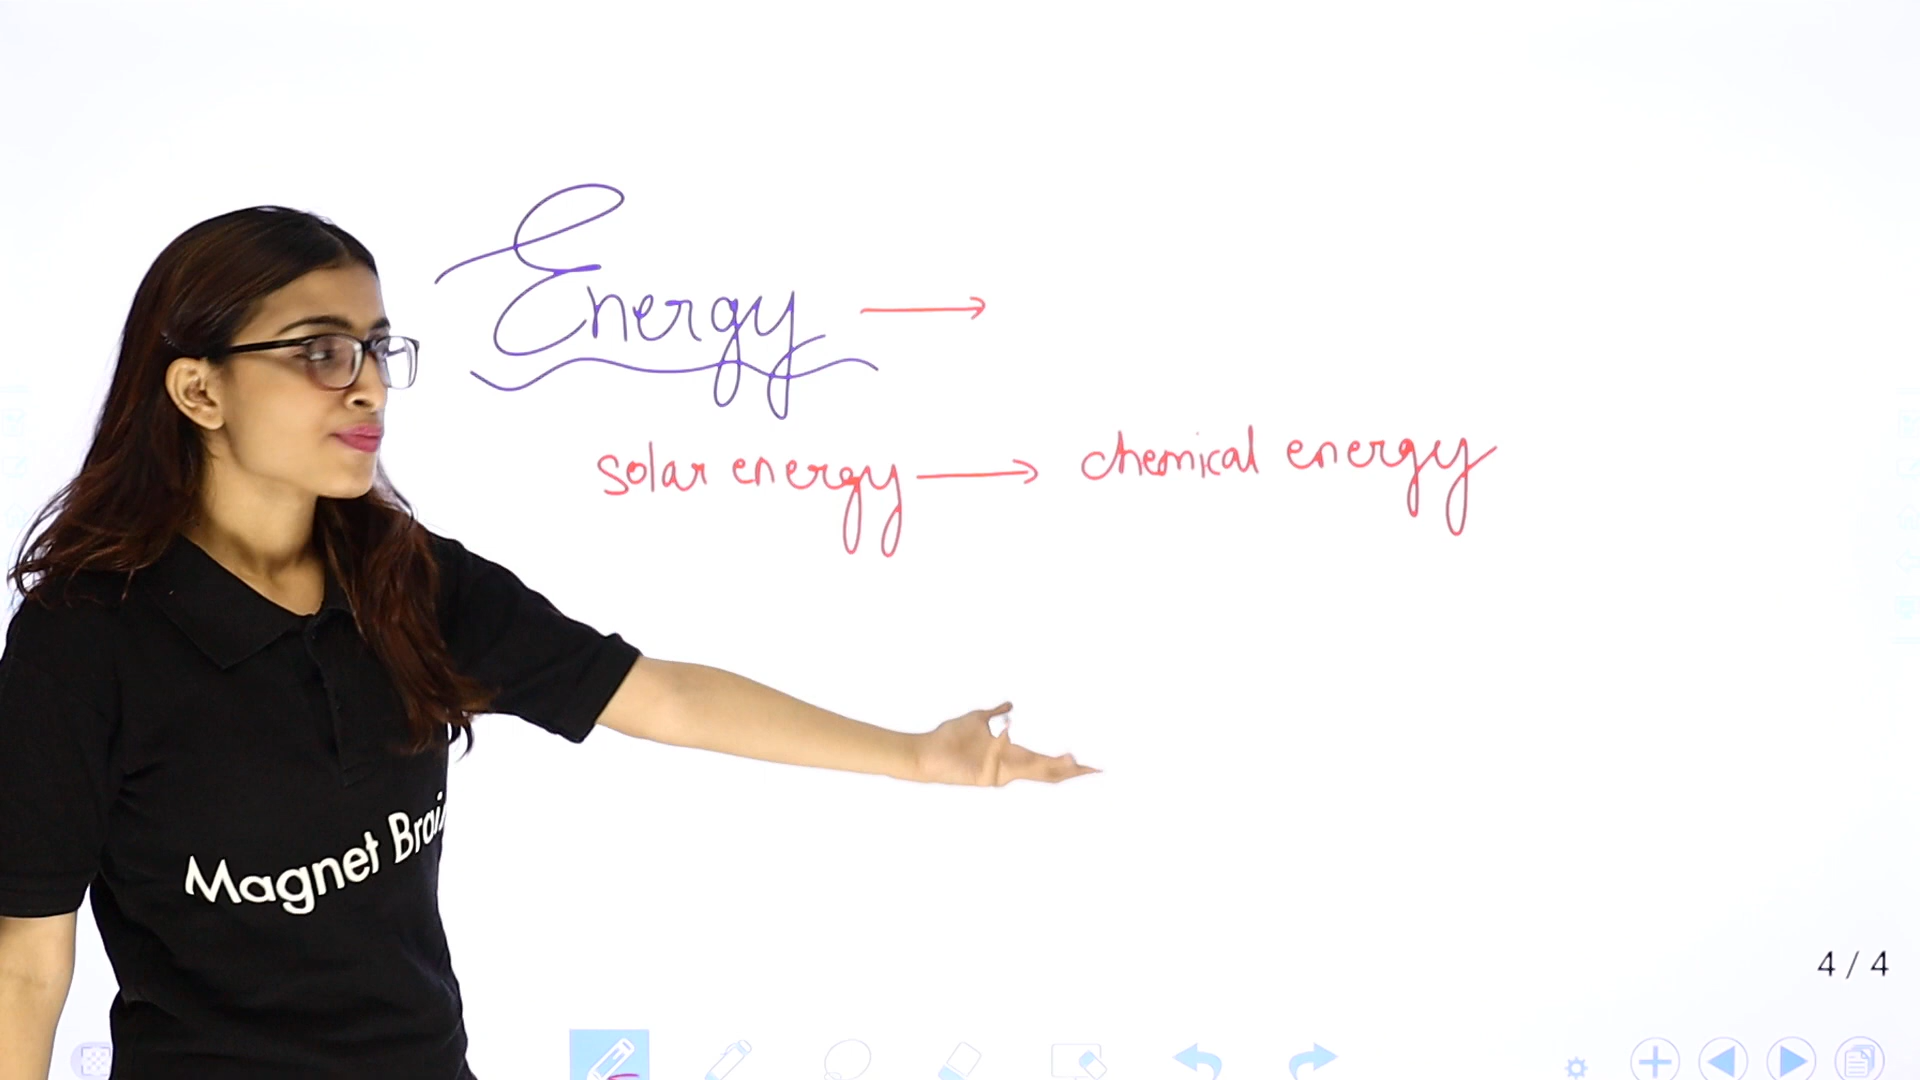 Energy →
solar energy → chemical energy
Magnet Brai
4 / 4